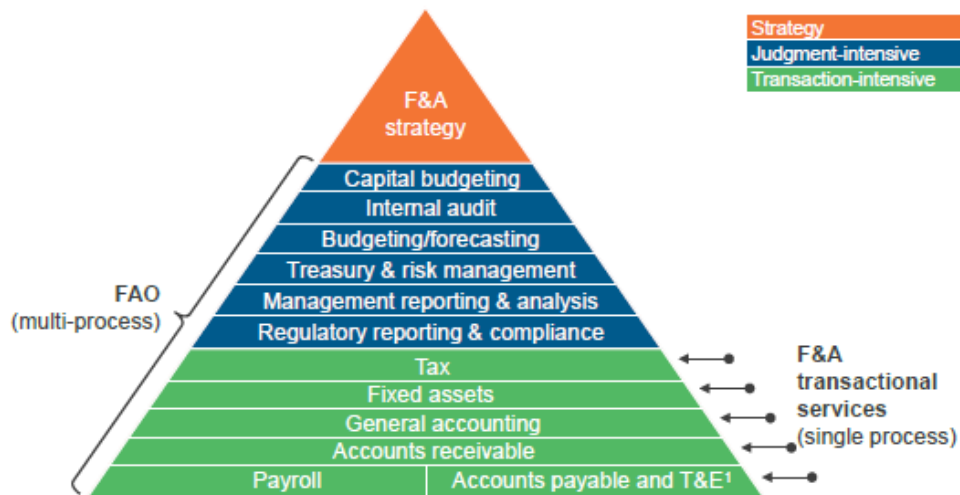 Strategy
Judgment-intensive
Transaction-intensive
F&A
strategy
Capital budgeting
Internal audit
Budgeting/forecasting
Treasury & risk management
Management reporting & analysis
Regulatory reporting & compliance
FAO
(multi-process)
Tax
Fixed assets
General accounting
Accounts receivable
Payroll
Accounts payable and T&E¹
F&A
transactional
services
(single process)